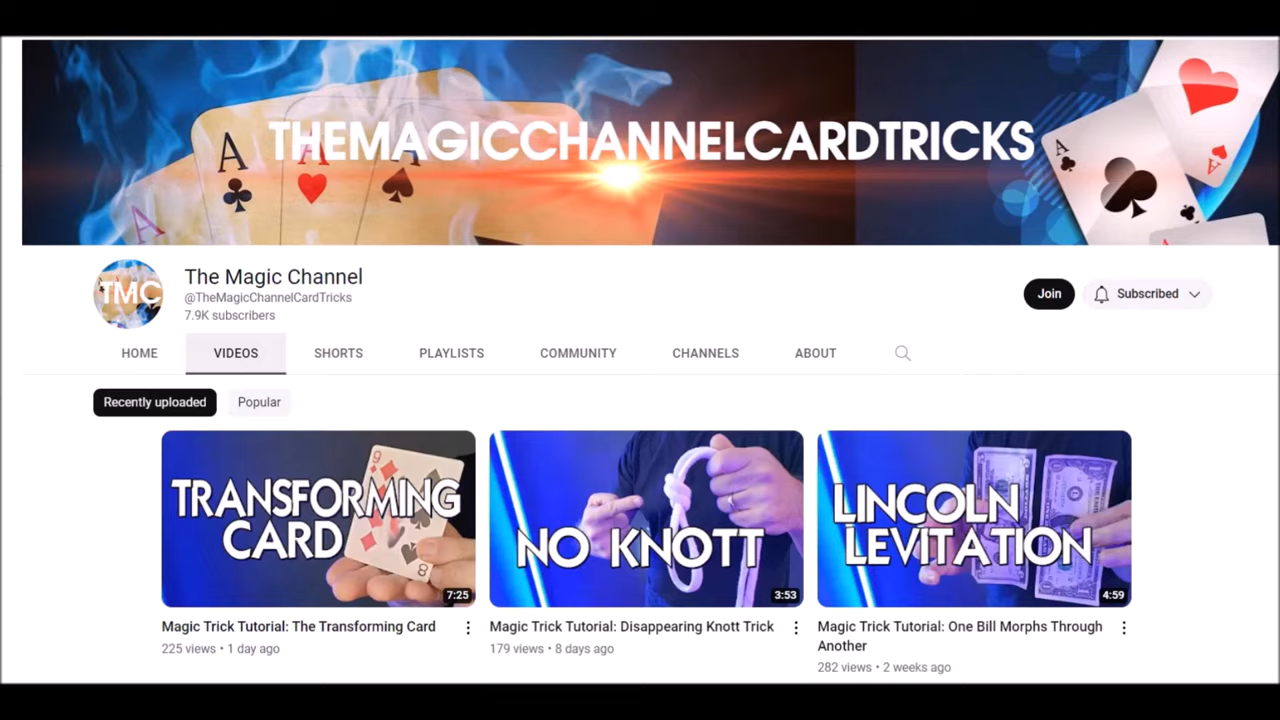 THEMAGICCHANNELCARDTRICKS
A
A
A
A
A
A
TMC
The Magic Channel
@TheMagicChannelCardTricks
7.9K subscribers
Join
Subscribed
HOME
VIDEOS
SHORTS
PLAYLISTS
COMMUNITY
CHANNELS
ABOUT
Recently uploaded
Popular
TRANSFORMING
CARD
9
8
7:25
NO KNOTT
3:53
LINCOLN
LEVITATION
4:59
Magic Trick Tutorial: The Transforming Card
225 views • 1 day ago
Magic Trick Tutorial: Disappearing Knott Trick
179 views • 8 days ago
Magic Trick Tutorial: One Bill Morphs Through
Another
282 views • 2 weeks ago